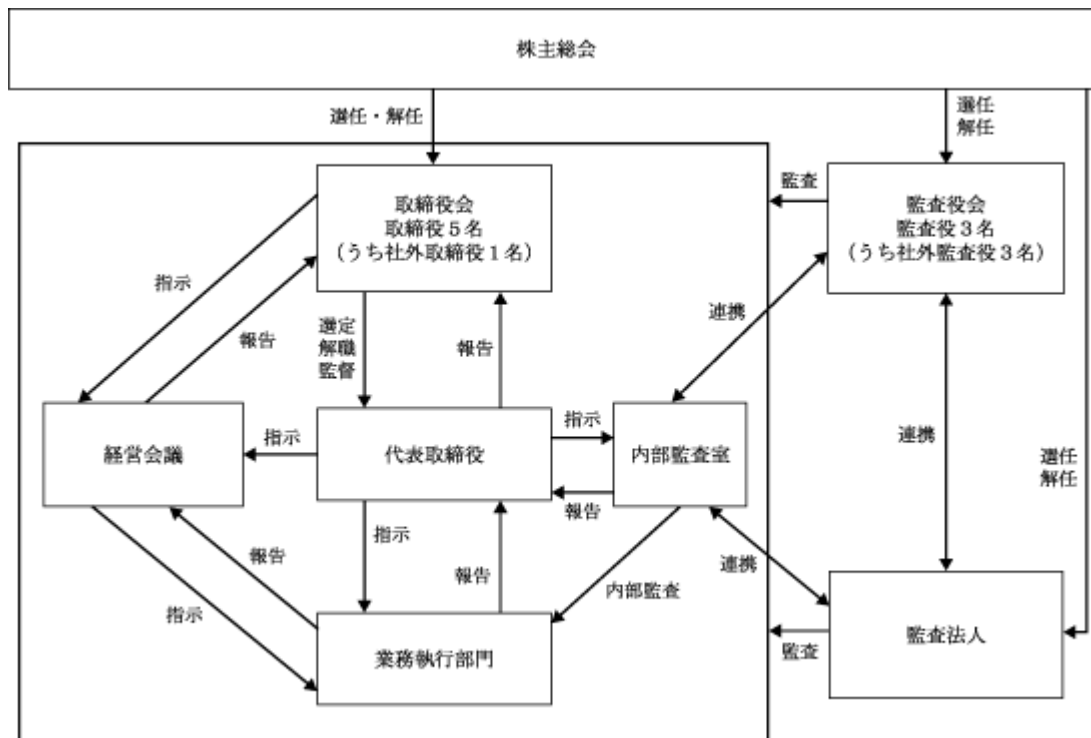 株主総会
選任・解任
選任
解任
取締役会
取締役５名
（うち社外取締役１名）
監査
監査役会
監査役３名
（うち社外監査役３名）
指示
報告
選定
解職
監督
報告
連携
経営会議
指示
代表取締役
指示
報告
内部監査室
連携
選任
解任
報告
指示
報告
内部監査
連携
指示
業務執行部門
監査
監査法人